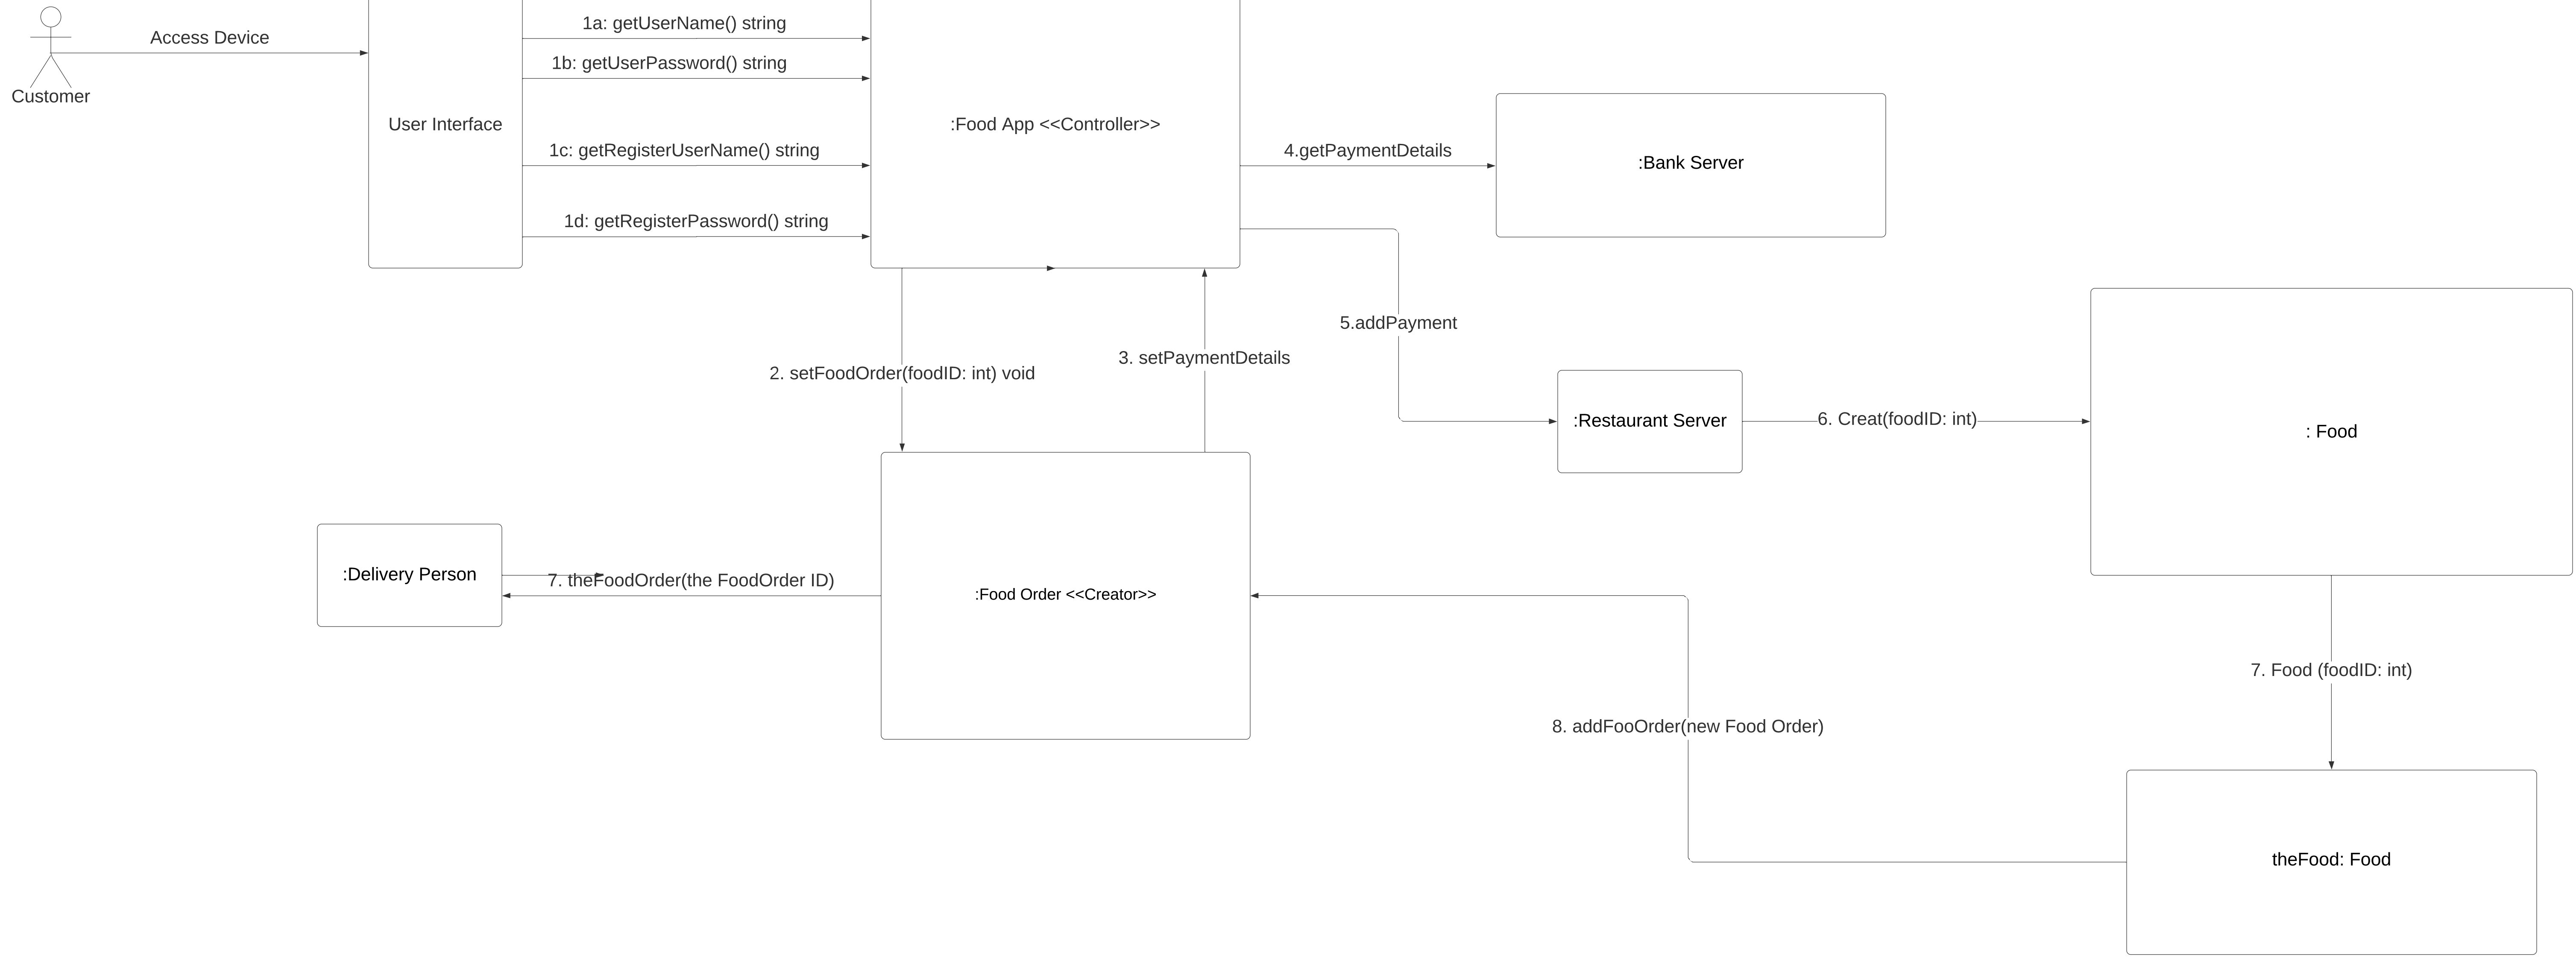 Access Device
Customer
User Interface
1a: getUserName() string
1b: getUserPassword() string
1c: getRegisterUserName() string
1d: getRegisterPassword() string
:Food App <<Controller>>
4.getPaymentDetails
:Bank Server
5.addPayment
2. setFoodOrder(foodID: int) void
3. setPaymentDetails
:Restaurant Server
6. Creat(foodID: int)
: Food
:Delivery Person
7. theFoodOrder(the FoodOrder ID)
:Food Order <<Creator>>
7. Food (foodID: int)
8. addFooOrder(new Food Order)
theFood: Food